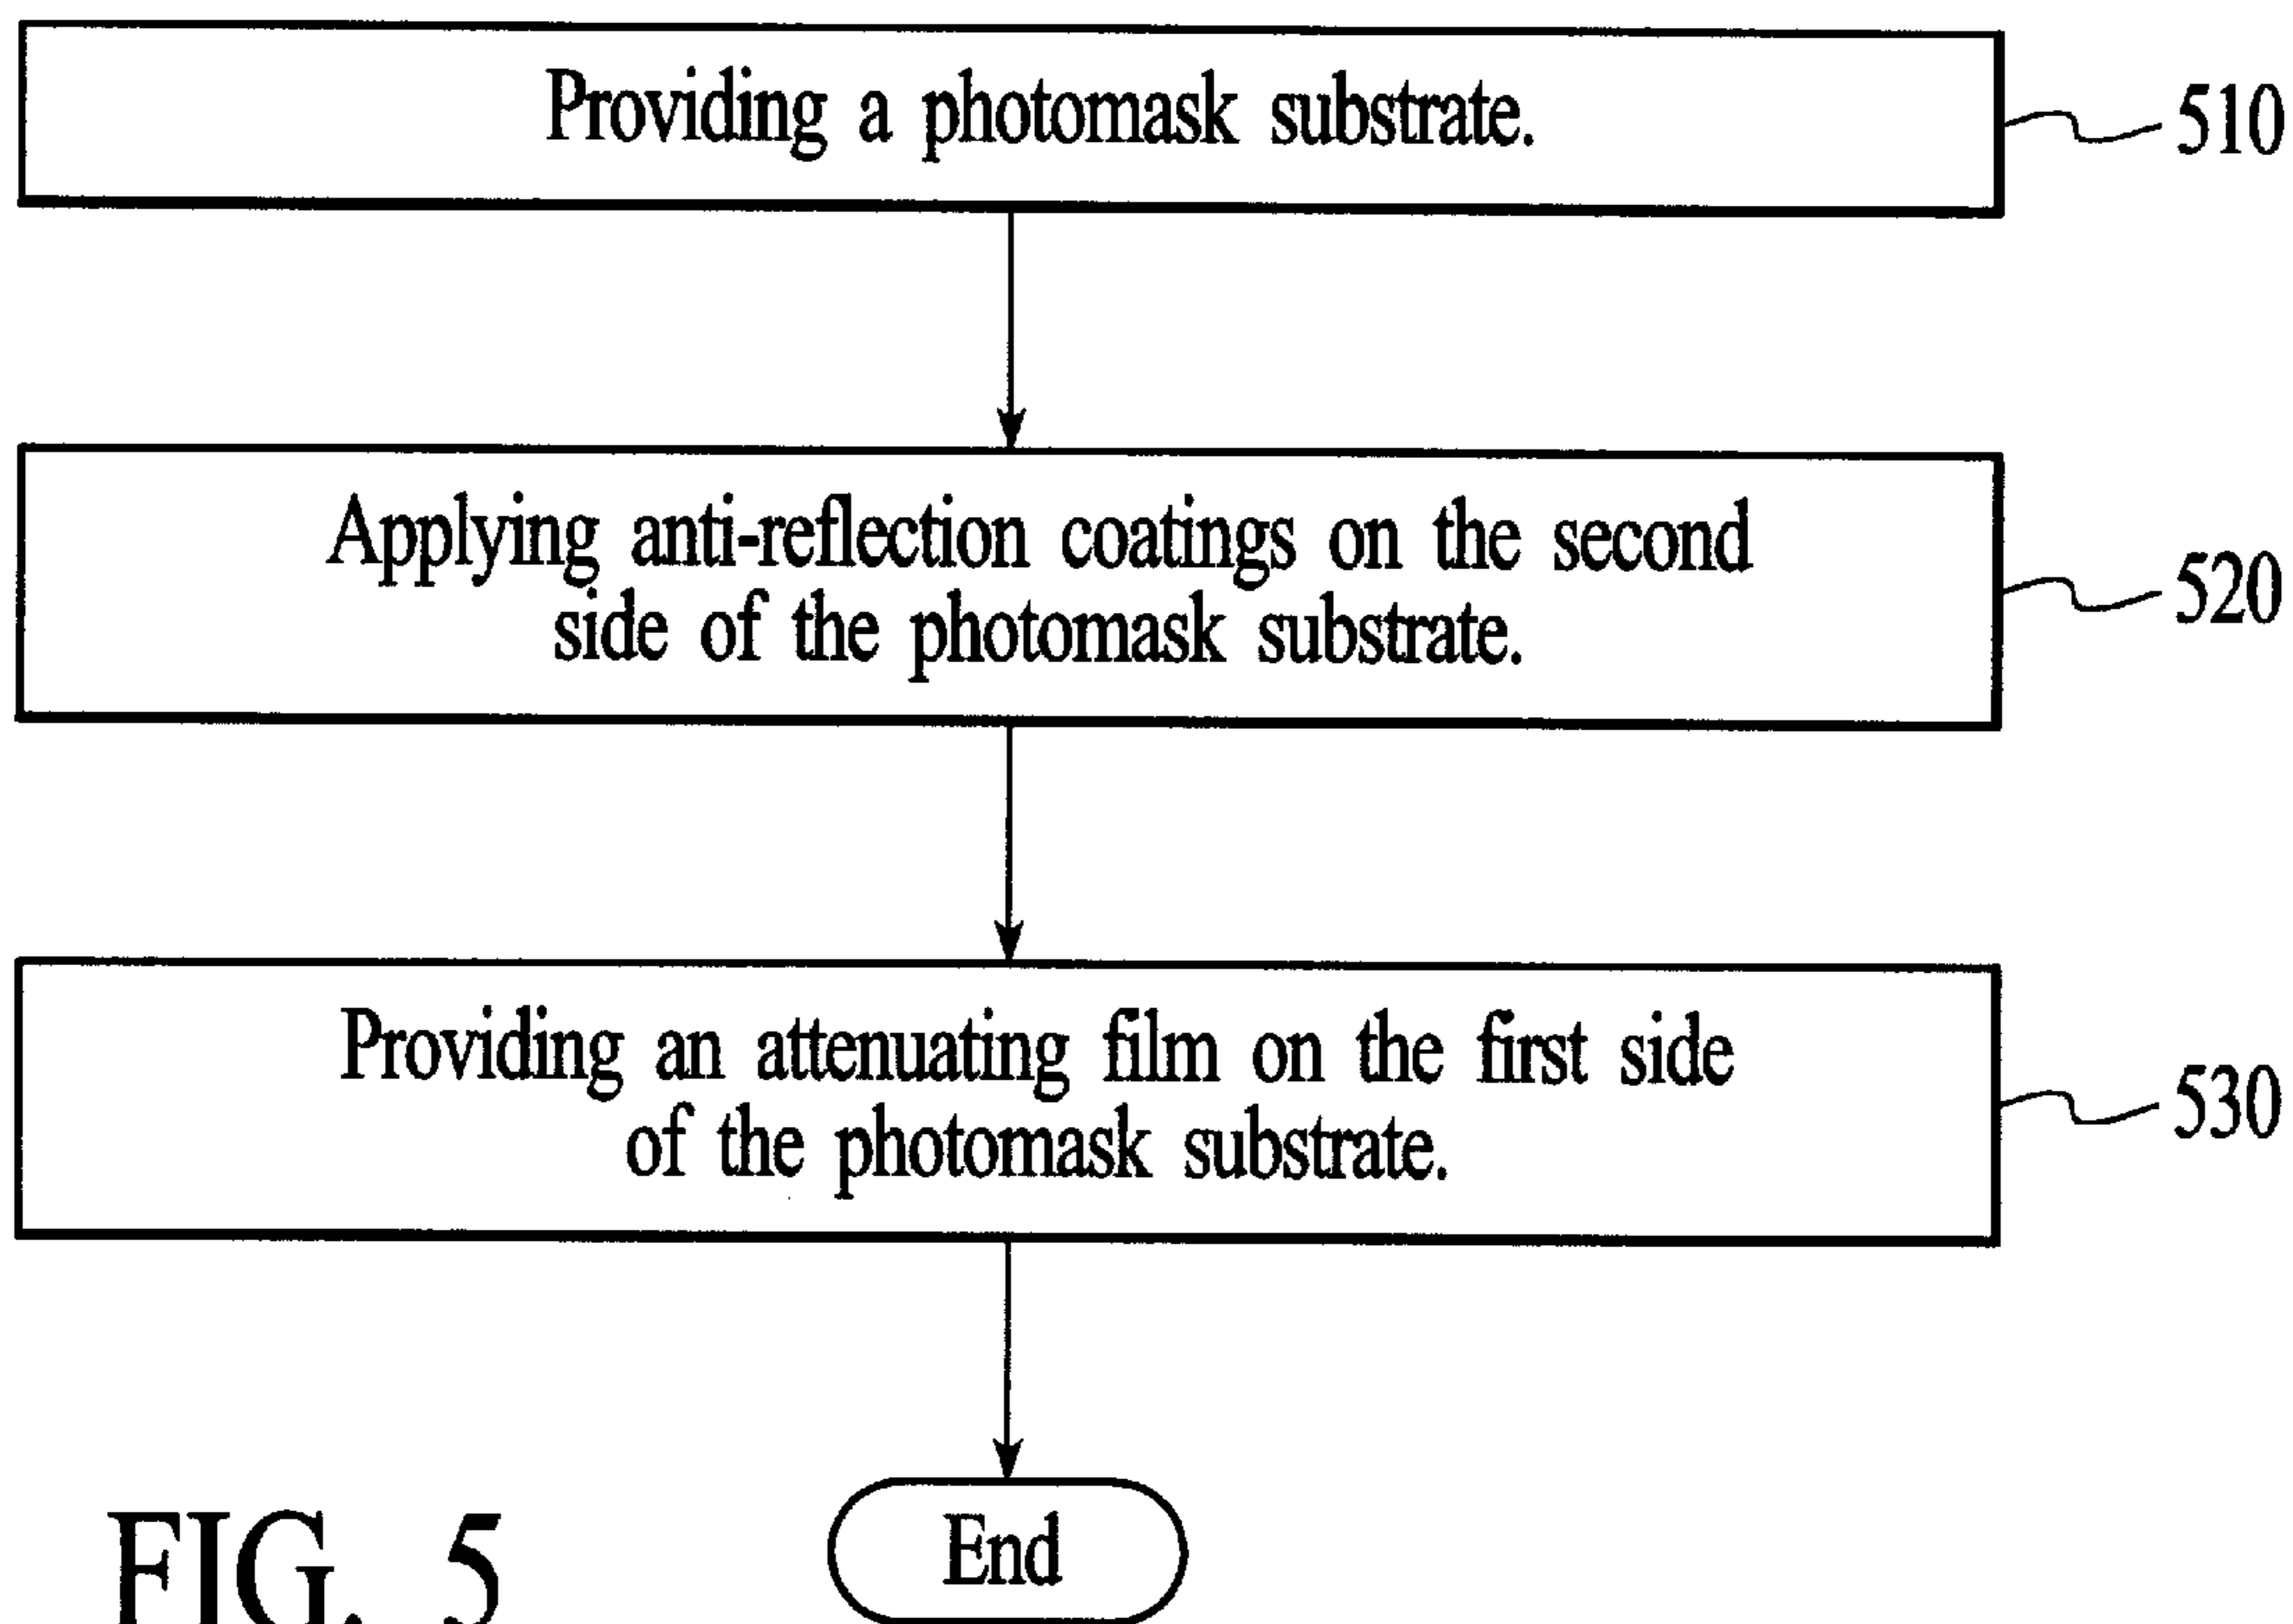 Providing a photomask substrate.
510
Applying anti-reflection coatings on the second
side of the photomask substrate.
520
Providing an attenuating film on the first side
of the photomask substrate.
530
End
FIG. 5